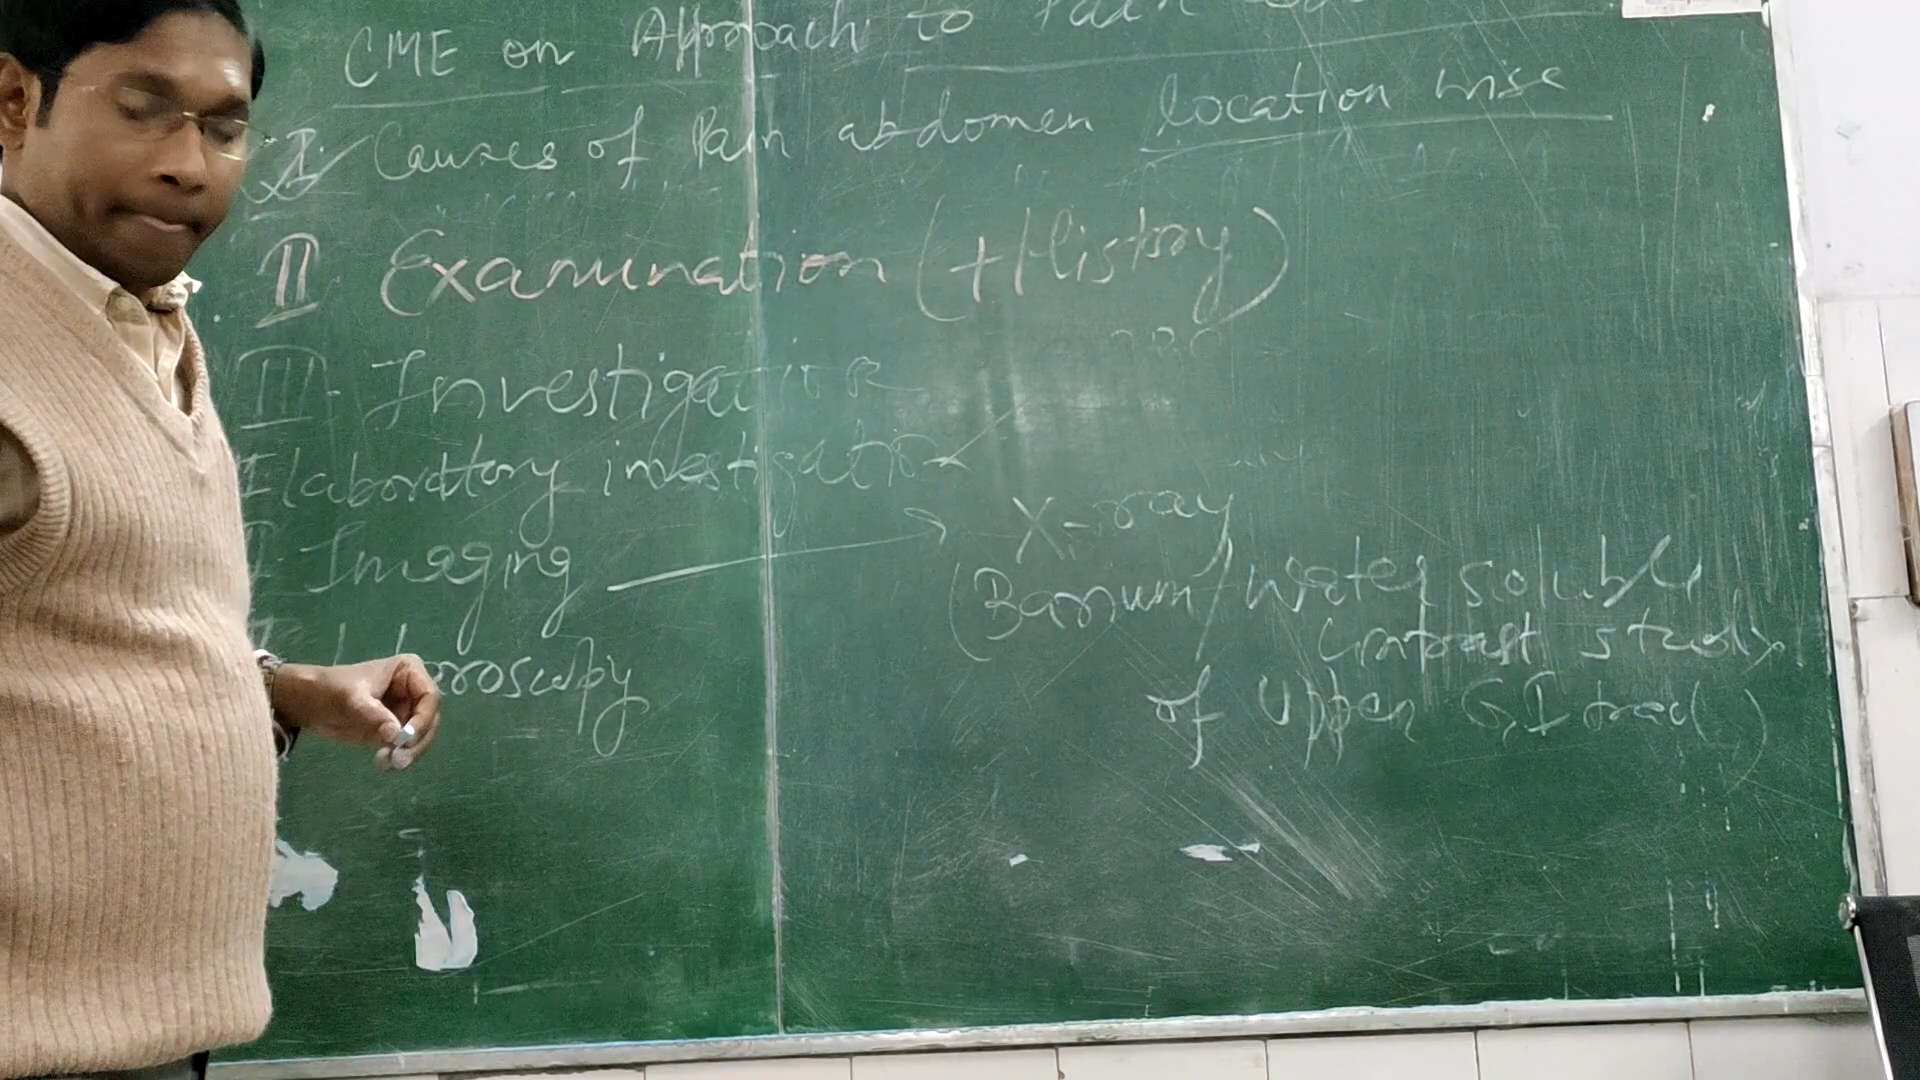 CME on Approach to Pain
I. Causes of Pain abdomen location wise
II Examination (+History)
III. Investigation
laboratory investigation
Imaging → X-ray
(Barium/Water soluble
contrast study
of Upper G.I tract)